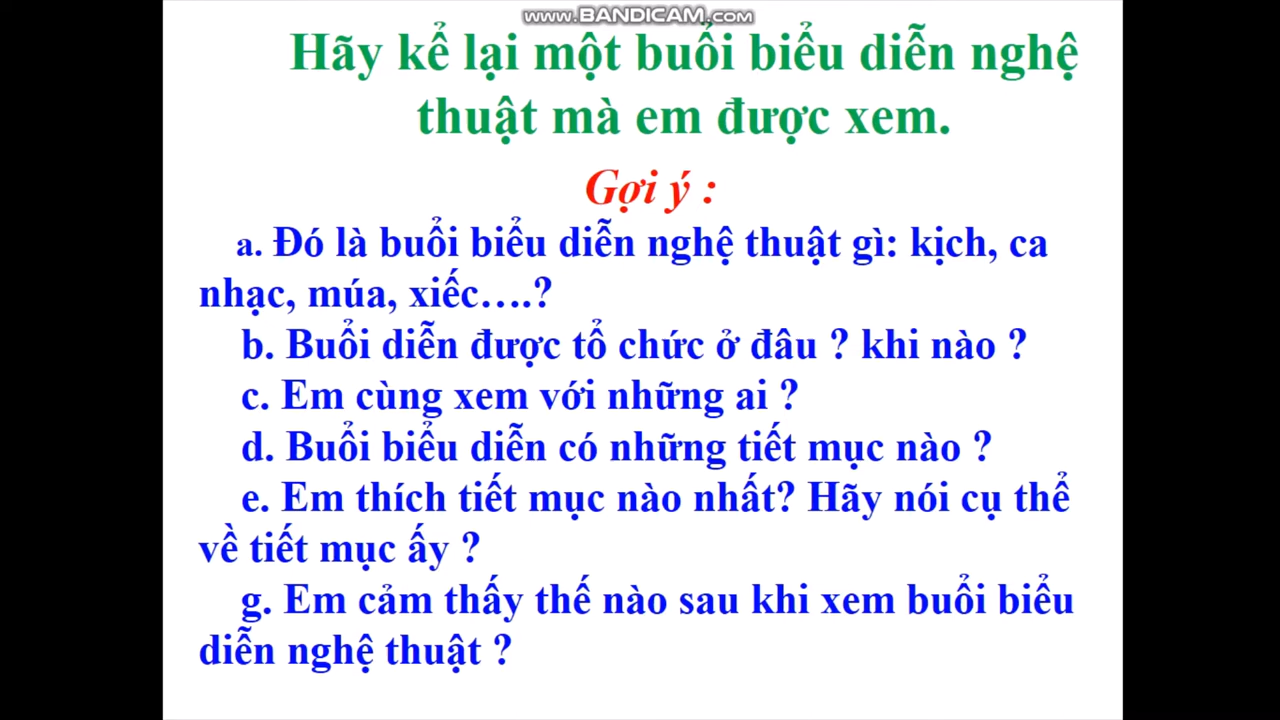 www.BANDICAM.com
Hãy kể lại một buổi biểu diễn nghệ
thuật mà em được xem.
Gợi ý :
a. Đó là buổi biểu diễn nghệ thuật gì: kịch, ca
nhạc, múa, xiếc….?
b. Buổi diễn được tổ chức ở đâu ? khi nào ?
c. Em cùng xem với những ai ?
d. Buổi biểu diễn có những tiết mục nào ?
e. Em thích tiết mục nào nhất? Hãy nói cụ thể
về tiết mục ấy ?
g. Em cảm thấy thế nào sau khi xem buổi biểu
diễn nghệ thuật ?